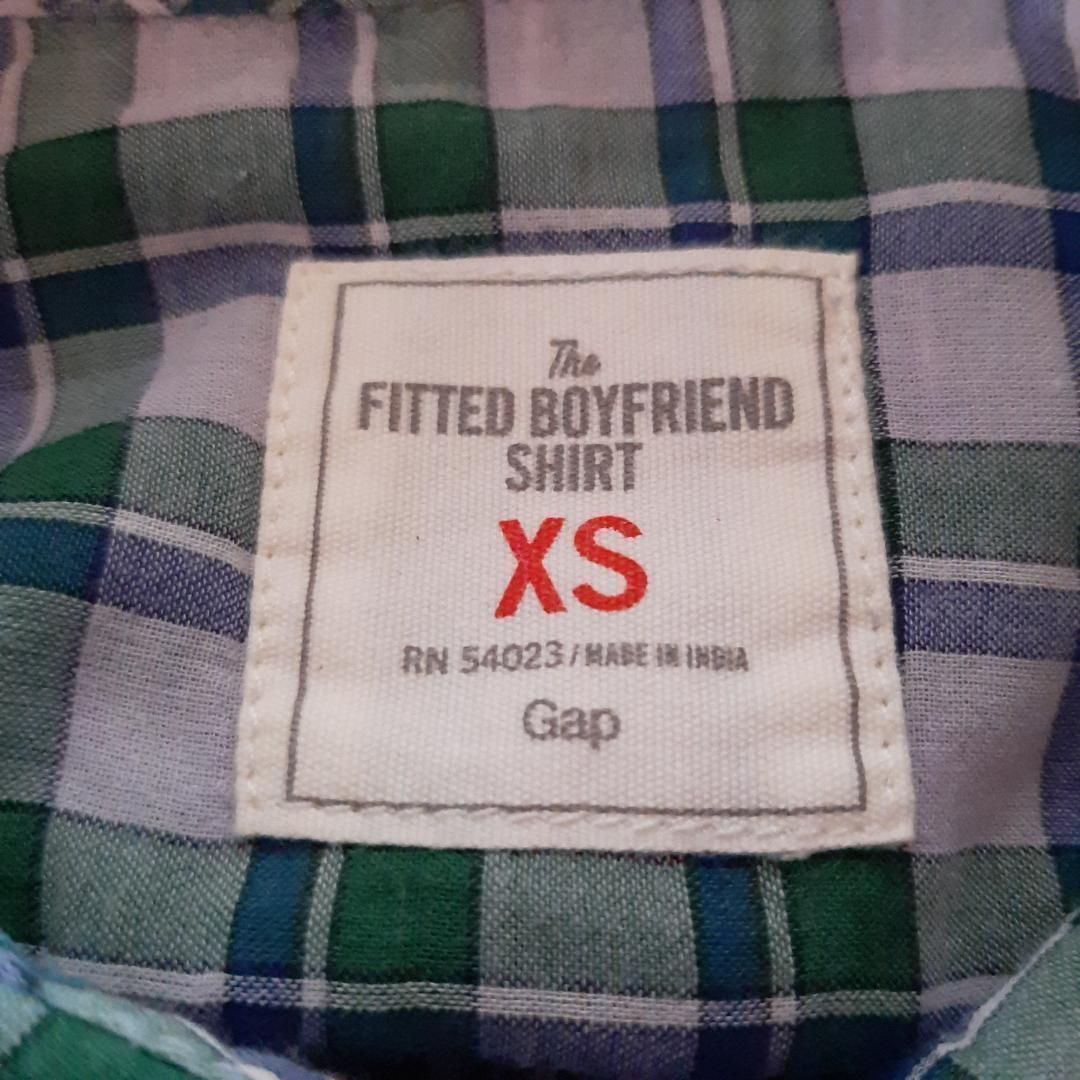 The
FITTED BOYFRIEND
SHIRT
XS
RN 54023 / MADE IN INDIA
Gap